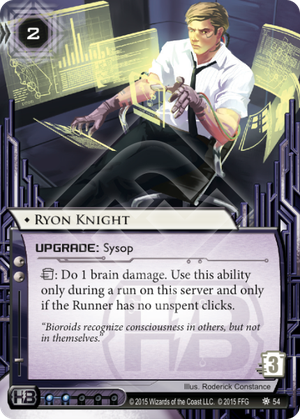 2
Ryon Knight
UPGRADE: Sysop
: Do 1 brain damage. Use this ability
only during a run on this server and only
if the Runner has no unspent clicks.
"Bioroids recognize consciousness in others, but not
in themselves."
3
Illus. Roderick Constance
HB
© 2015 Wizards of the Coast LLC. © 2015 FFG 54